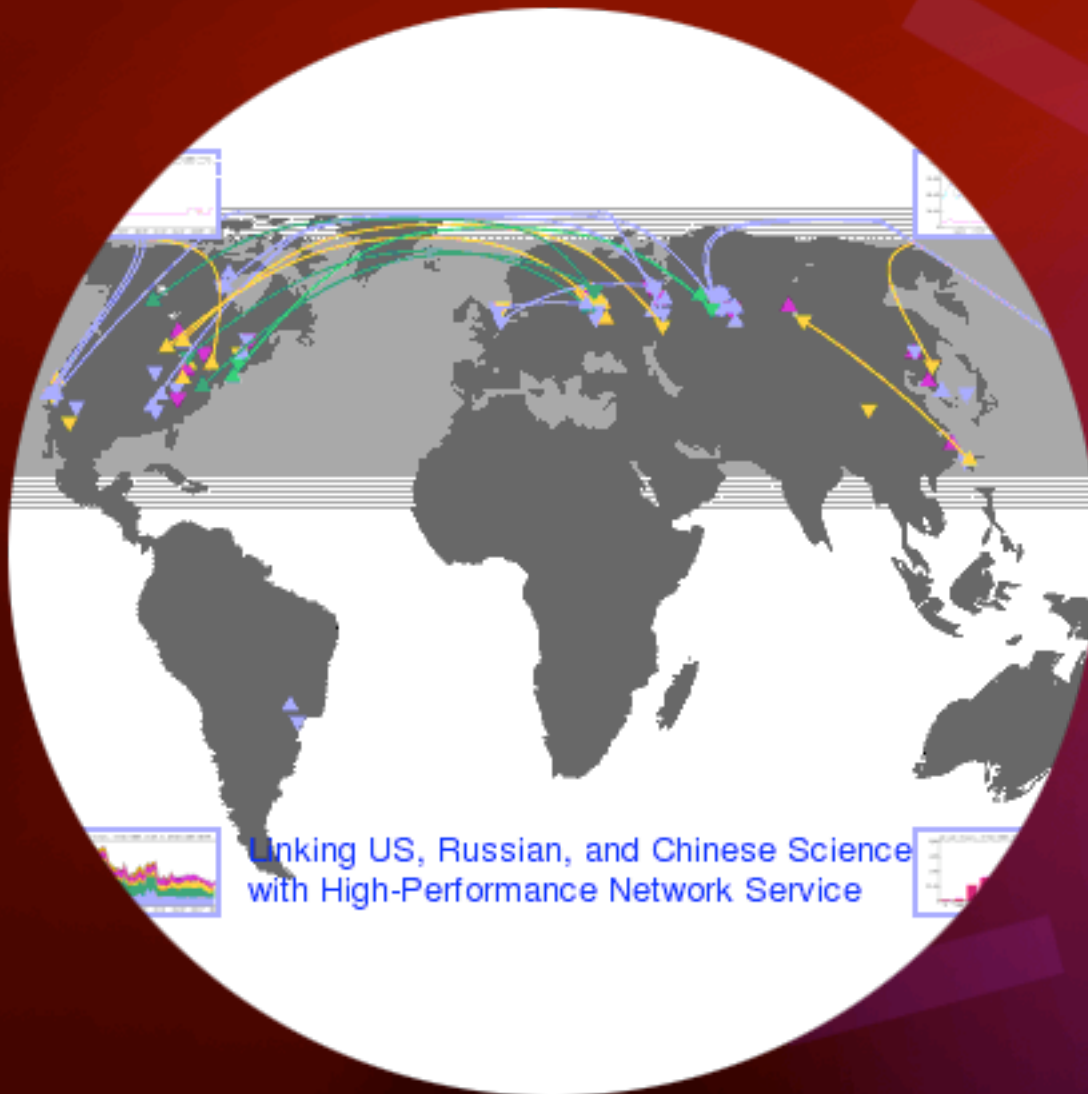 Linking US, Russian, and Chinese Science
with High-Performance Network Service